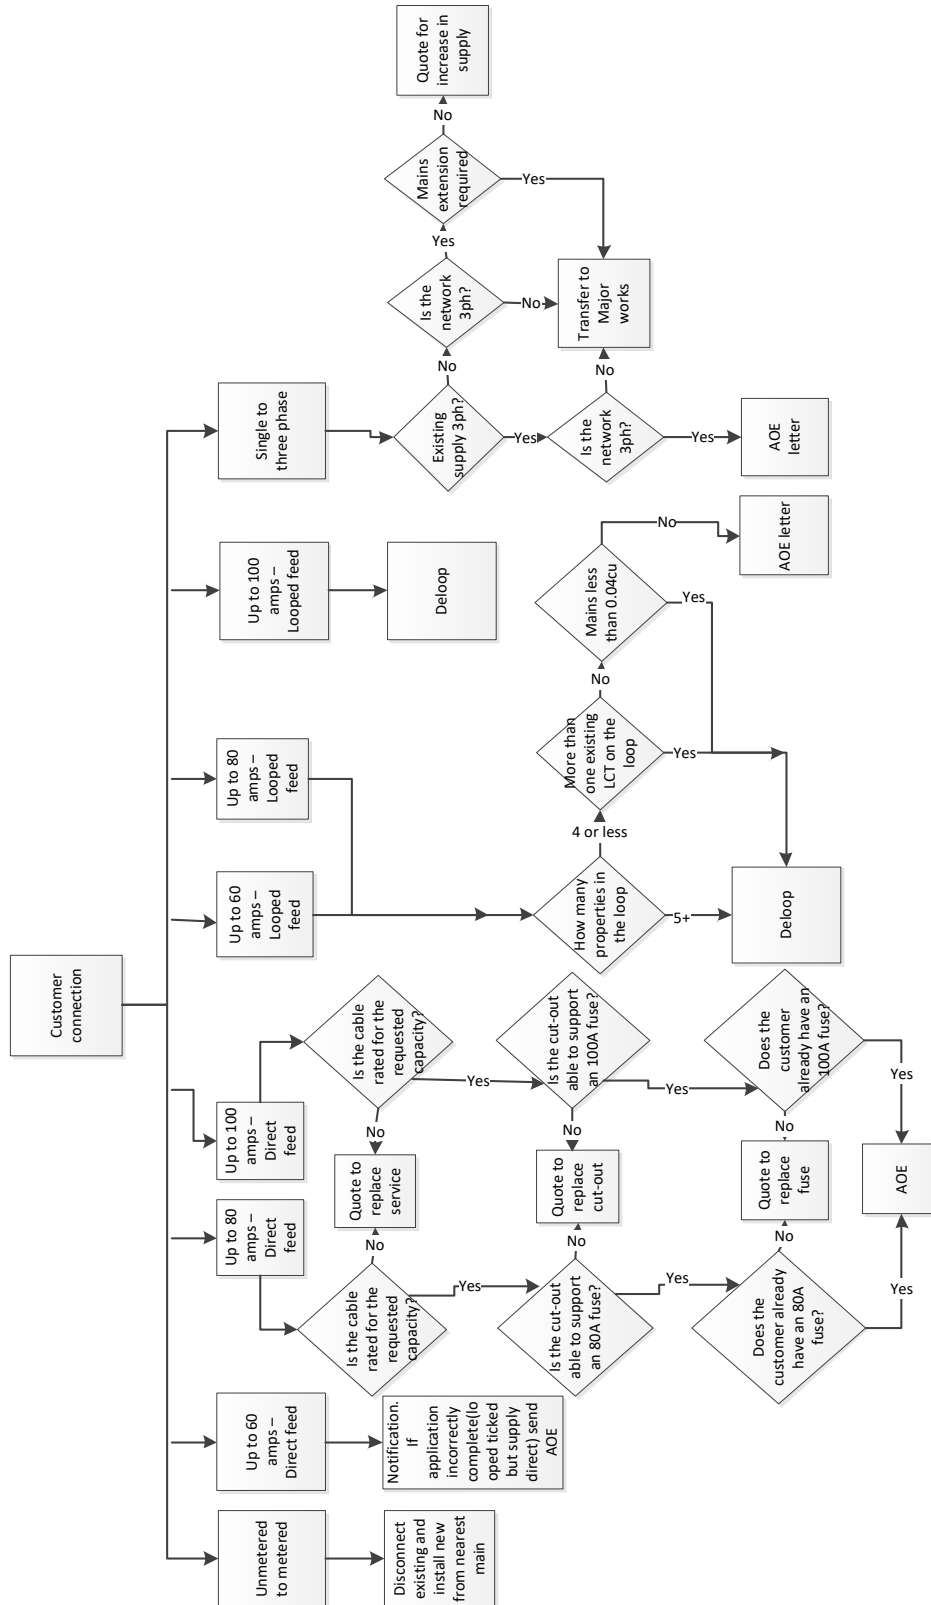 Customer
connection
Unmetered
to metered
Disconnect
existing and
install new
from nearest
main
Up to 60
amps –
Direct feed
Notification.
If
application
incorrectly
complete(lo
oped ticked
but supply
direct) send
AOE
Up to 80
amps –
Direct
feed
Is the cable
rated for the
requested
capacity?
No
Yes
Is the cut-out
able to support
an 80A fuse?
No
Yes
Does the
customer already
have an 80A
fuse?
No
Yes
Up to 100
amps –
Direct
feed
Is the cable
rated for the
requested
capacity?
No
Yes
Quote to
replace
service
Is the cut-out
able to support
an 100A fuse?
No
Yes
Quote to
replace
cut-out
Does the
customer
already have an
100A fuse?
No
Yes
Quote to
replace
fuse
AOE
Up to 60
amps –
Looped
feed
Up to 80
amps –
Looped
feed
How many
properties in
the loop
5+
4 or less
More than
one existing
LCT on the
loop
Yes
No
Mains less
than 0.04cu
Yes
No
Deloop
AOE letter
Up to 100
amps –
Looped feed
Deloop
Single to
three phase
Existing
supply 3ph?
Yes
No
Is the
network
3ph?
Yes
No
AOE
letter
Is the
network
3ph?
No
Yes
Transfer to
Major
works
Mains
extension
required
Yes
No
Quote for
increase in
supply